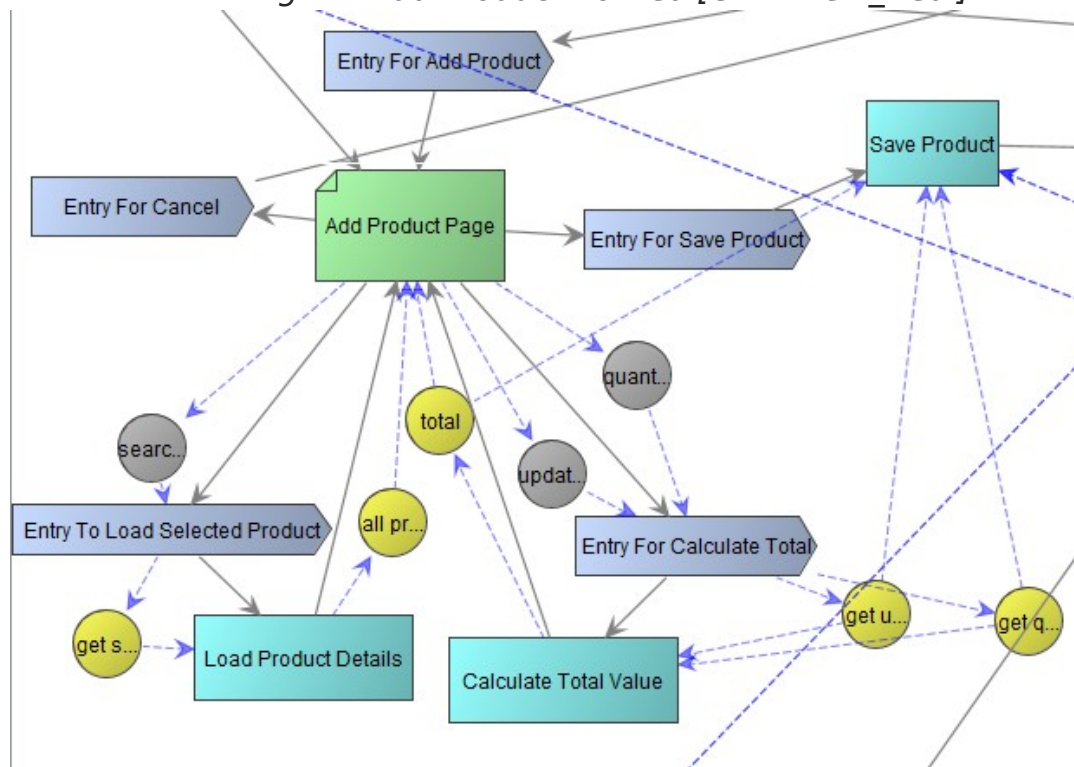 Entry For Add Product
Save Product
Entry For Cancel
Add Product Page
Entry For Save Product
quant...
total
searc...
updat...
all pr...
Entry To Load Selected Product
Entry For Calculate Total
get s...
get u...
get q...
Load Product Details
Calculate Total Value